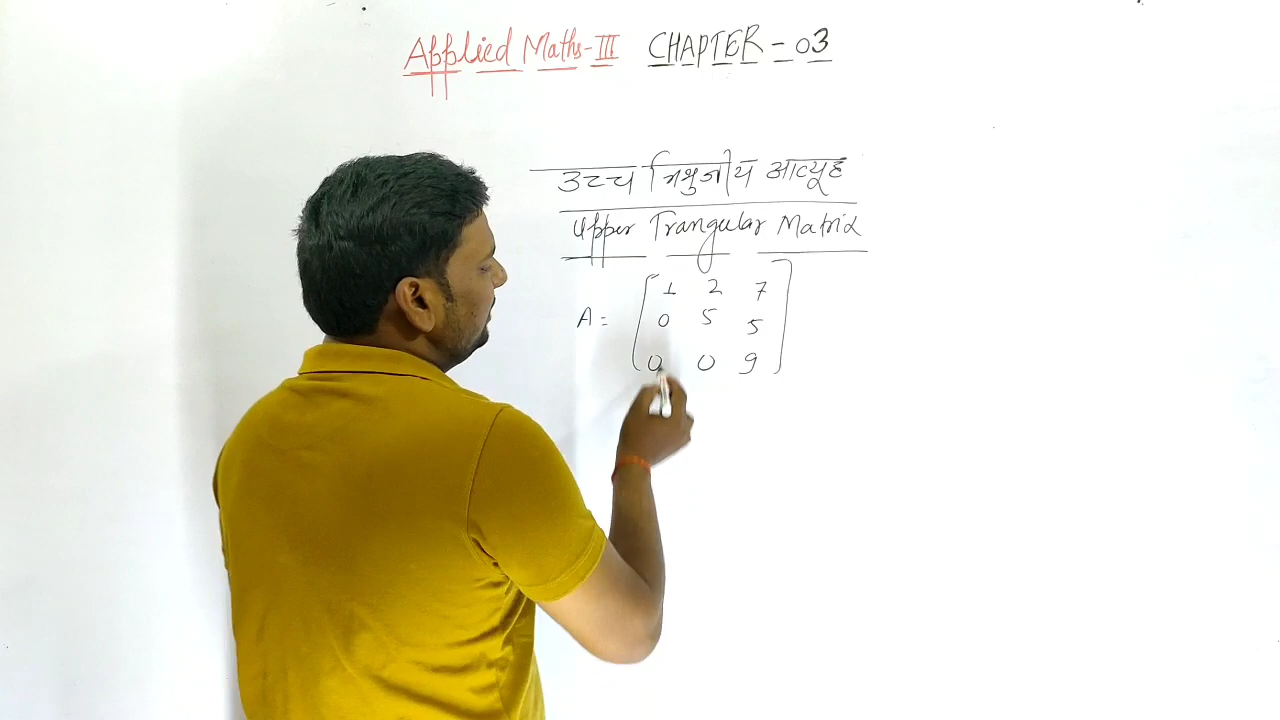 Applied Maths-III CHAPTER-03
उच्च त्रिभुजीय आव्यूह
Upper Trangular Matrix
A = [1 2 7
0 5 5
0 0 9]